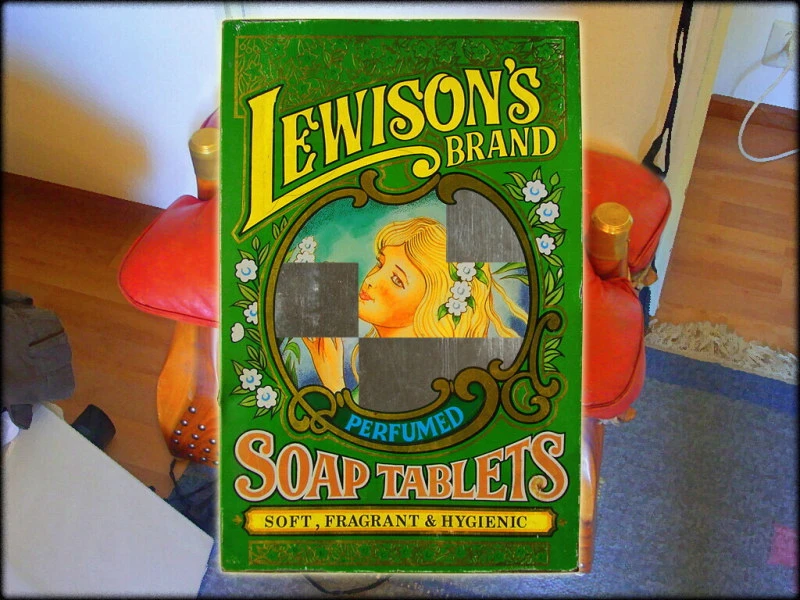 LEWISON'S
BRAND
PERFUMED
SOAP TABLETS
SOFT, FRAGRANT & HYGIENIC